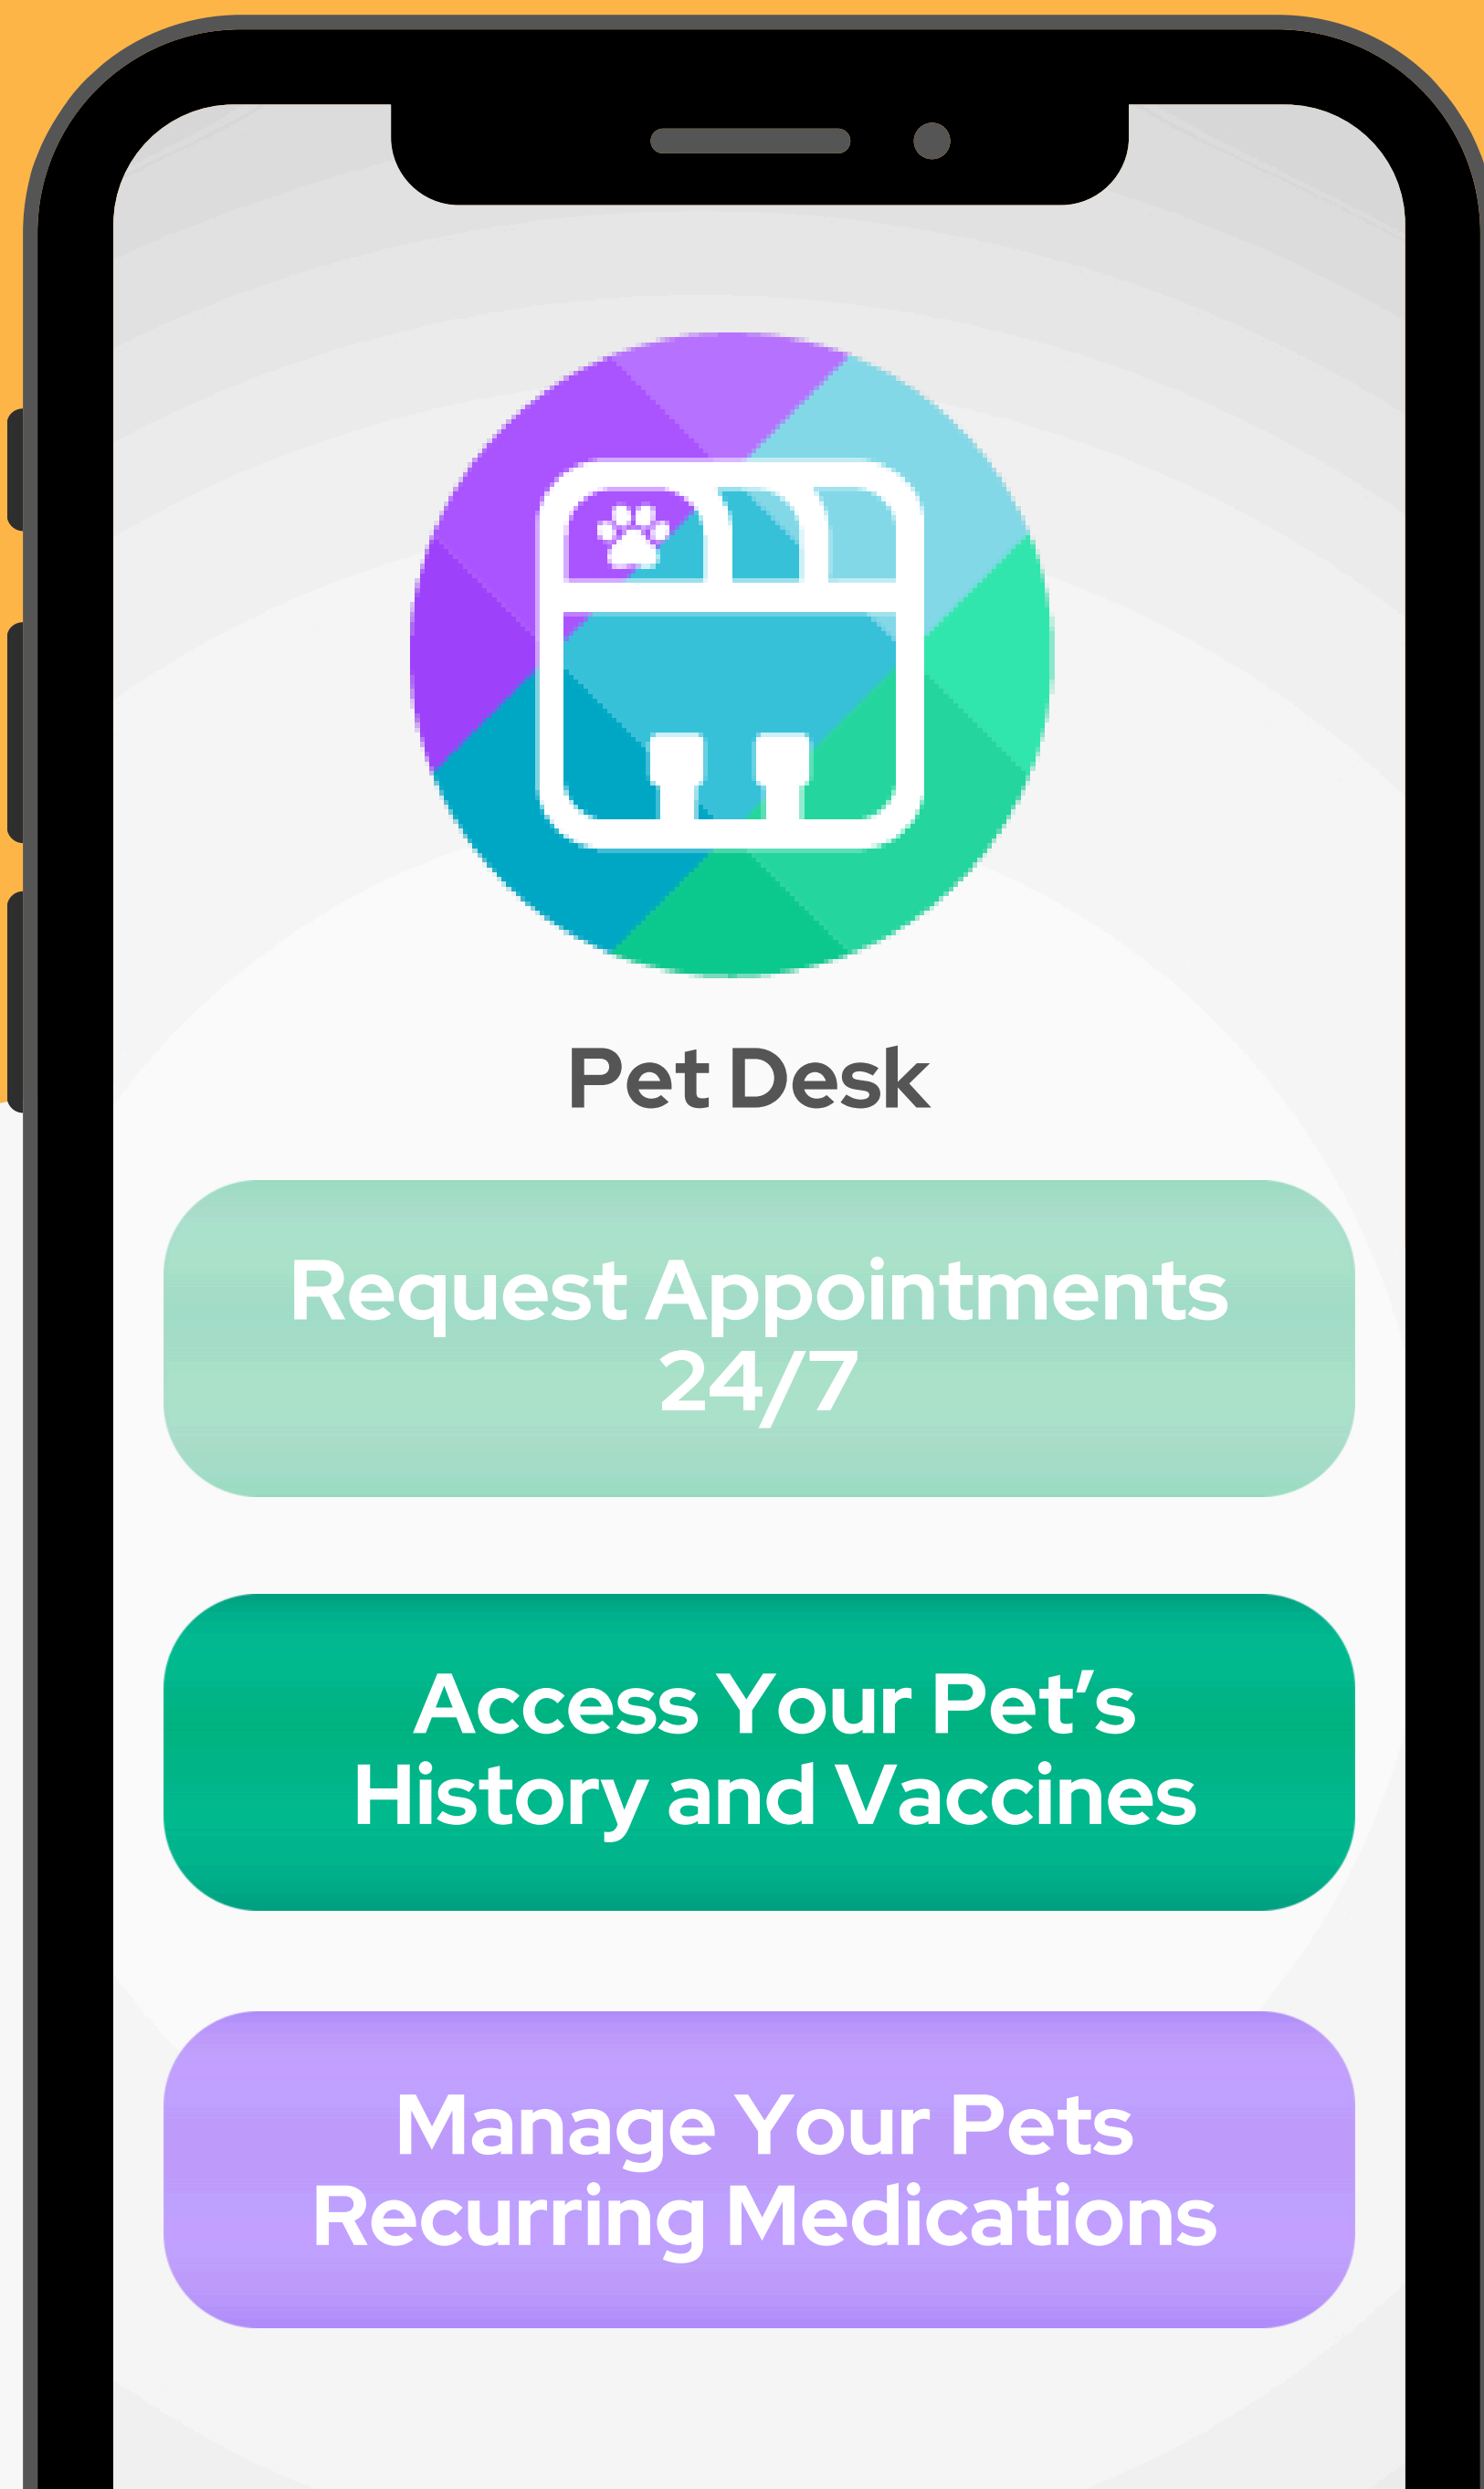 Pet Desk
Request Appointments
24/7
Access Your Pet’s
History and Vaccines
Manage Your Pets
Recurring Medications